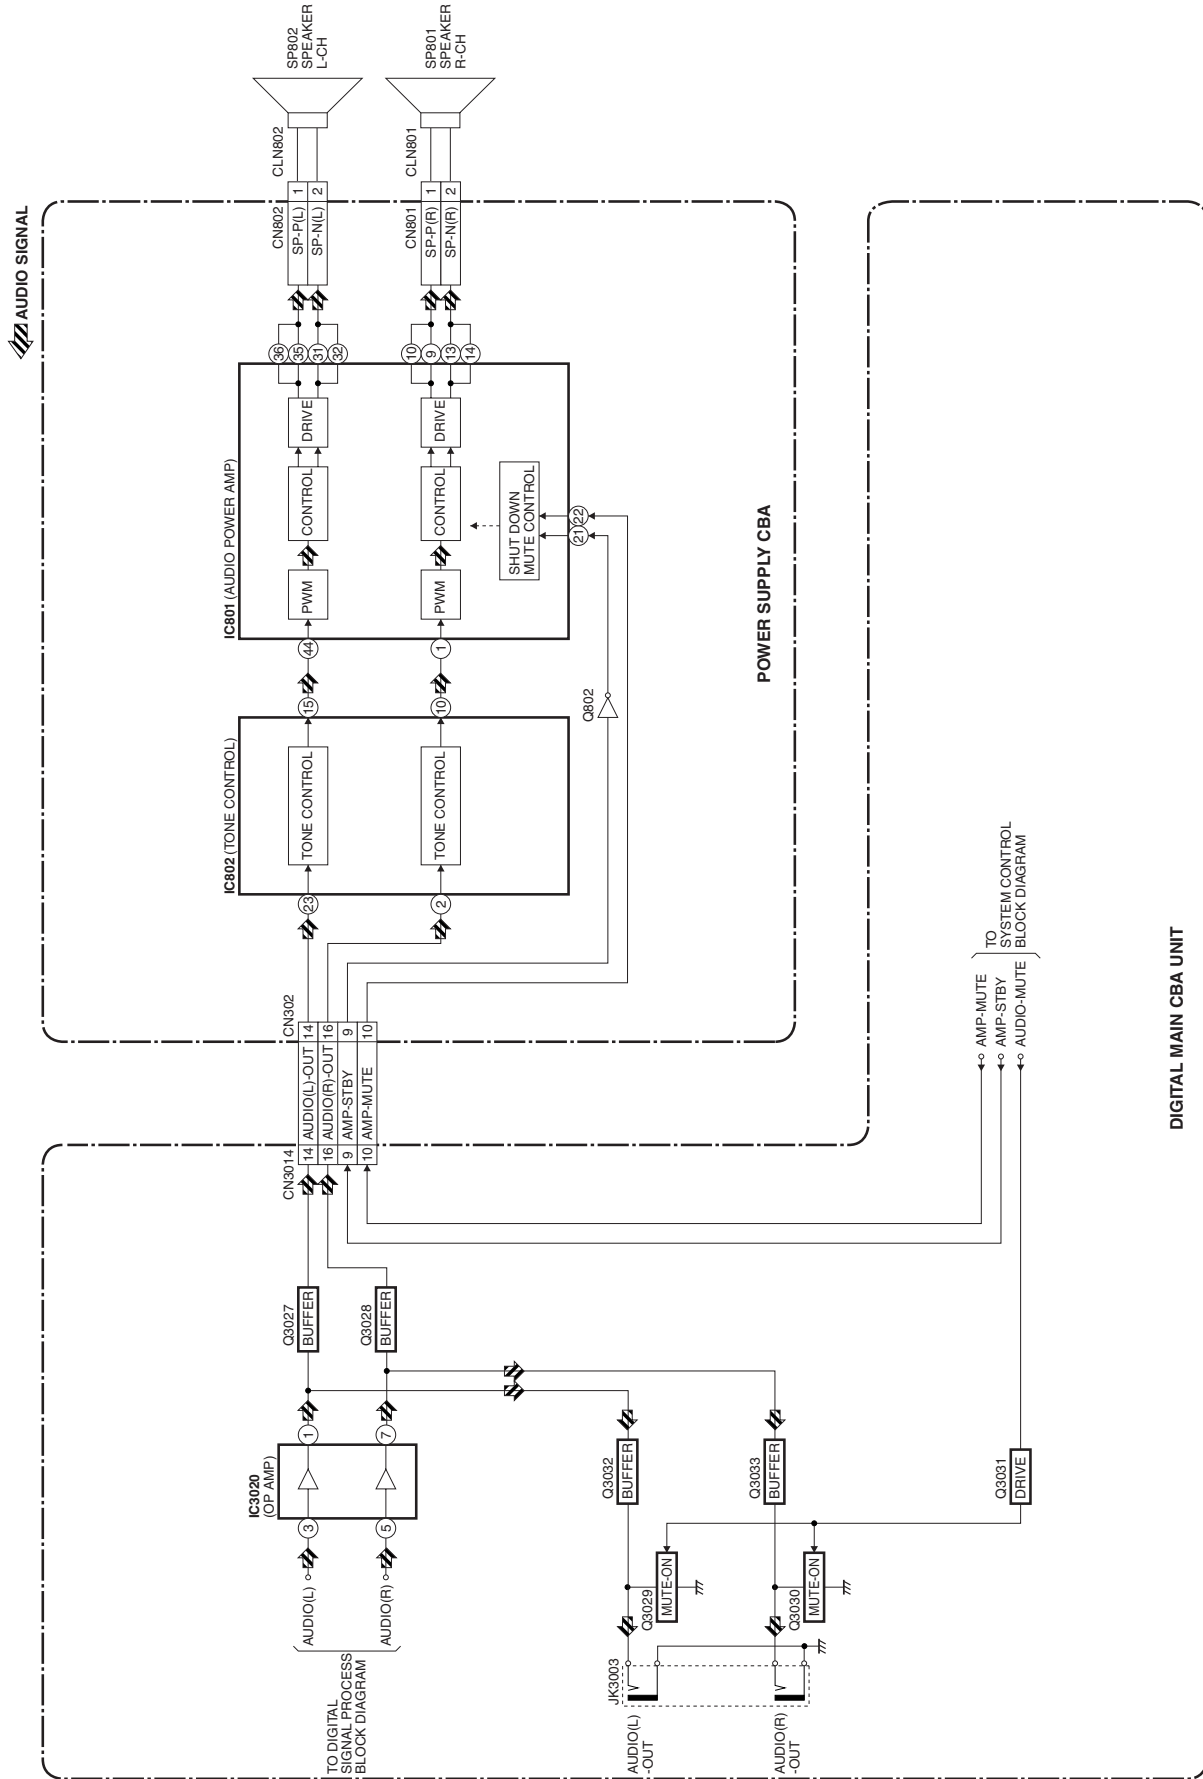 AUDIO SIGNAL
TO DIGITAL
SIGNAL PROCESS
BLOCK DIAGRAM
AUDIO(L)
AUDIO(R)
3
5
IC3020
(OP AMP)
1
7
Q3027
BUFFER
Q3028
BUFFER
CN3014
14
AUDIO(L)-OUT
14
16
AUDIO(R)-OUT
16
9
AMP-STBY
9
10
AMP-MUTE
10
CN302
23
2
IC802 (TONE CONTROL)
TONE CONTROL
TONE CONTROL
15
10
44
1
IC801 (AUDIO POWER AMP)
PWM
CONTROL
DRIVE
PWM
CONTROL
DRIVE
SHUT DOWN
MUTE CONTROL
21
22
Q802
36
35
31
32
10
9
13
14
CN802
SP-P(L)
1
SP-N(L)
2
CLN802
SP802
SPEAKER
L-CH
CN801
SP-P(R)
1
SP-N(R)
2
CLN801
SP801
SPEAKER
R-CH
POWER SUPPLY CBA
AUDIO(L)
-OUT
AUDIO(R)
-OUT
JK3003
Q3029
MUTE-ON
Q3030
MUTE-ON
Q3032
BUFFER
Q3033
BUFFER
Q3031
DRIVE
AMP-MUTE
AMP-STBY
AUDIO-MUTE
TO
SYSTEM CONTROL
BLOCK DIAGRAM
DIGITAL MAIN CBA UNIT